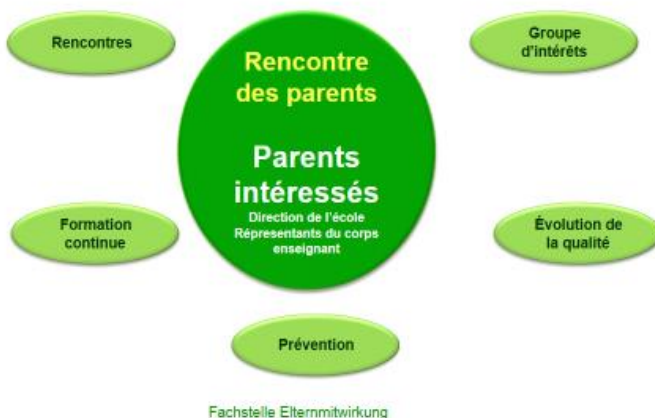 Rencontres
Rencontre
des parents
Groupe
d'intérêts
Parents
intéressés
Direction de l'école
Répresentants du corps
enseignant
Formation
continue
Évolution de
la qualité
Prévention
Fachstelle Elternmitwirkung